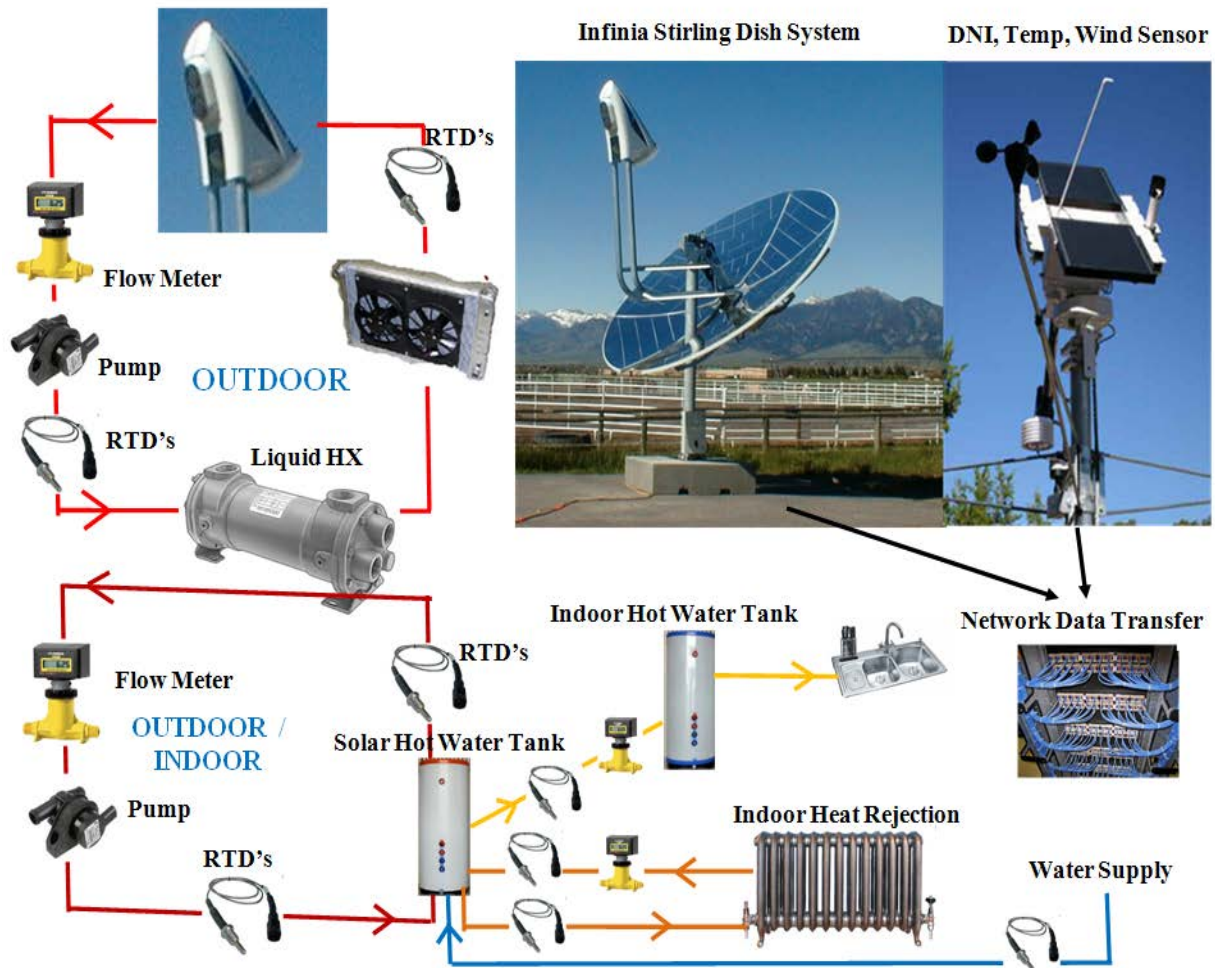 Infinia Stirling Dish System
DNI, Temp, Wind Sensor
RTD's
Flow Meter
Pump
OUTDOOR
RTD's
Liquid HX
Indoor Hot Water Tank
Network Data Transfer
RTD's
Flow Meter
OUTDOOR /
INDOOR
Solar Hot Water Tank
Pump
Indoor Heat Rejection
RTD's
Water Supply